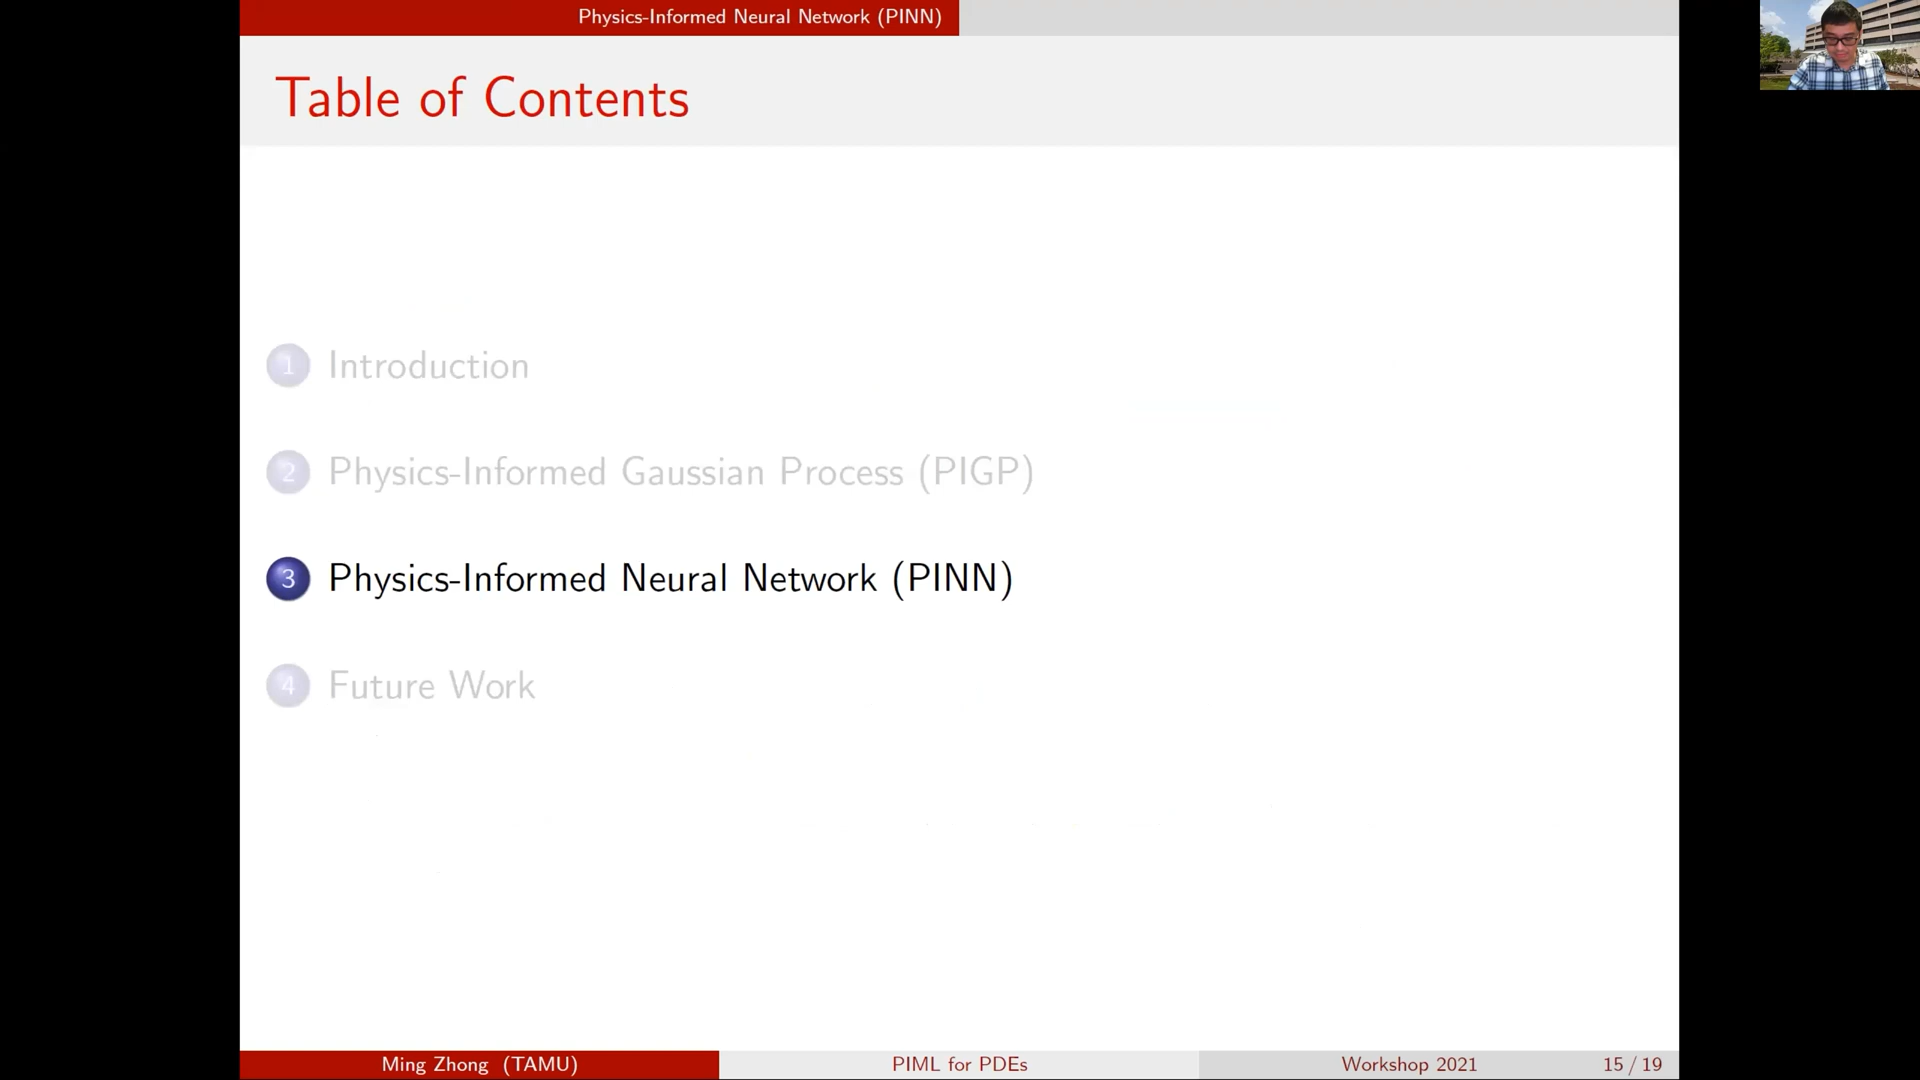 Physics-Informed Neural Network (PINN)
Table of Contents
1 Introduction
2 Physics-Informed Gaussian Process (PIGP)
3 Physics-Informed Neural Network (PINN)
4 Future Work
Ming Zhong (TAMU) PIML for PDEs Workshop 2021 15 / 19